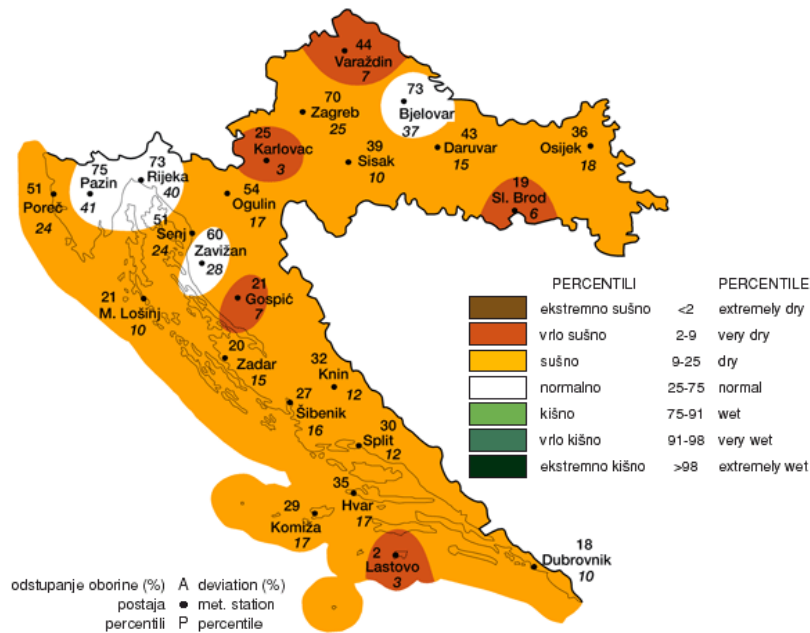 44
Varaždin
7
70
Zagreb
25
73
Bjelovar
37
25
Karlovac
3
39
Sisak
10
43
Daruvar
15
36
Osijek
18
19
Sl. Brod
6
75
Pazin
41
73
Rijeka
40
51
Poreč
24
54
Ogulin
17
51
Senj
24
60
Zavižan
28
21
Gospić
7
21
M. Lošinj
10
20
Zadar
15
32
Knin
12
27
Šibenik
16
30
Split
12
35
Hvar
17
29
Komiža
17
2
Lastovo
3
18
Dubrovnik
10
PERCENTILI PERCENTILE
ekstremno sušno <2 extremely dry
vrlo sušno 2-9 very dry
sušno 9-25 dry
normalno 25-75 normal
kišno 75-91 wet
vrlo kišno 91-98 very wet
ekstremno kišno >98 extremely wet
odstupanje oborine (%) A deviation (%)
postaja met. station
percentili P percentile